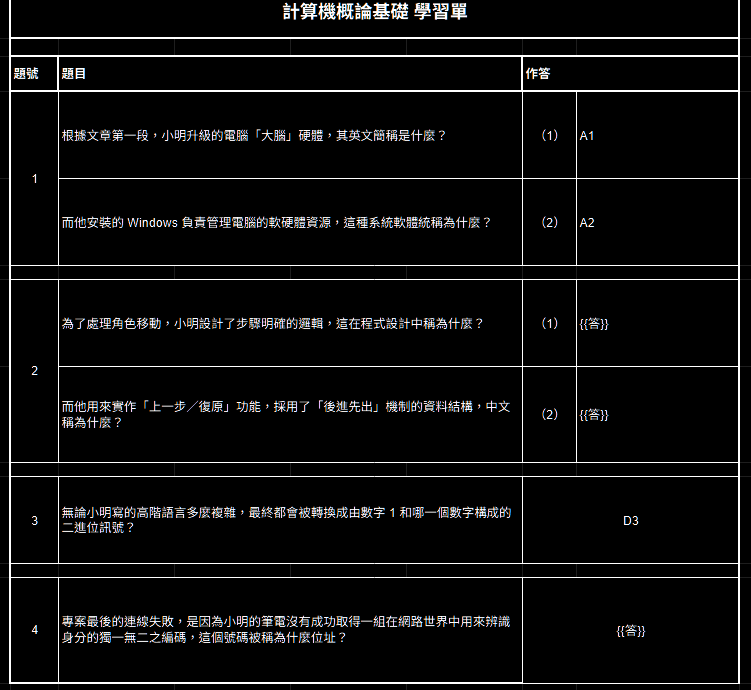 計算機概論基礎 學習單
題號 題目 作答
1
根據文章第一段，小明升級的電腦「大腦」硬體，其英文簡稱是什麼？ （1） A1
而他安裝的 Windows 負責管理電腦的軟硬體資源，這種系統軟體統稱為什麼？ （2） A2
2
為了處理角色移動，小明設計了步驟明確的邏輯，這在程式設計中稱為什麼？ （1） {{答}}
而他用來實作「上一步／復原」功能，採用了「後進先出」機制的資料結構，中文
稱為什麼？ （2） {{答}}
3
無論小明寫的高階語言多麼複雜，最終都會被轉換成由數字 1 和哪一個數字構成的
二進位訊號？ D3
4
專案最後的連線失敗，是因為小明的筆電沒有成功取得一組在網路世界中用來辨識
身分的獨一無二之編碼，這個號碼被稱為什麼位址？ {{答}}